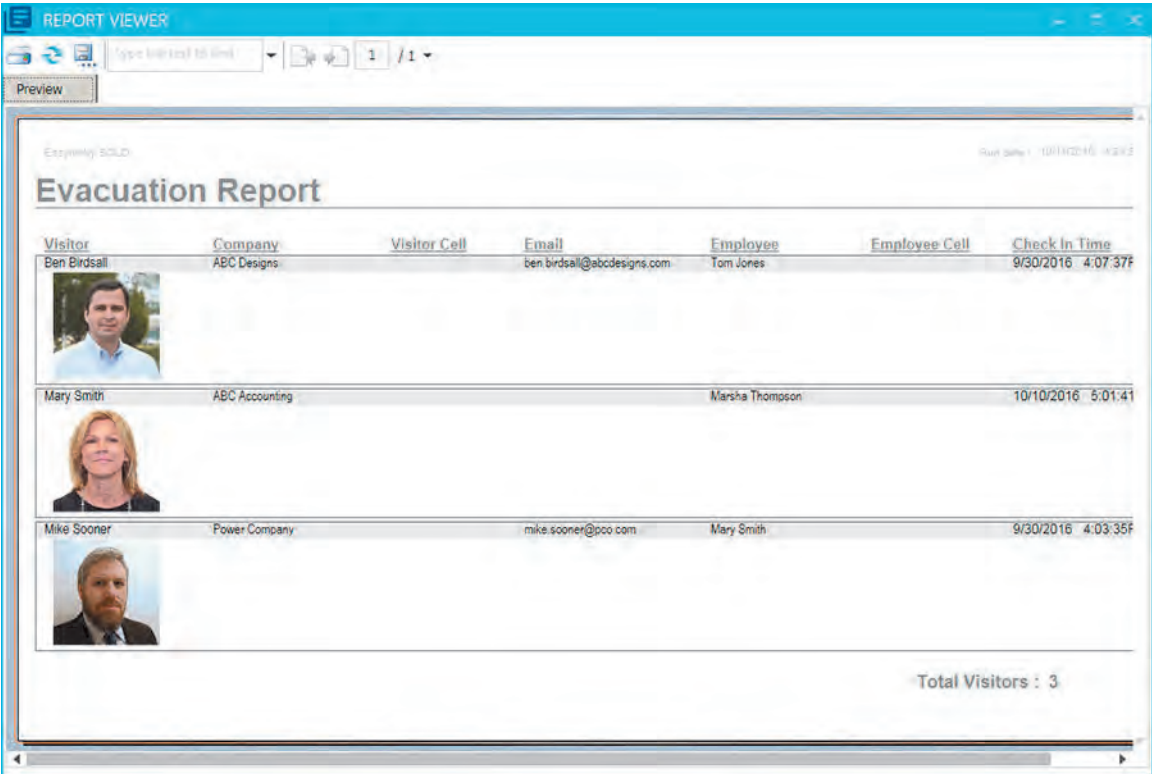 REPORT VIEWER
1 / 1
Preview
Evacuation Report
Visitor Company Visitor Cell Email Employee Employee Cell Check In Time
Ben Birdsall ABC Designs ben.birdsall@abcdesigns.com Tom Jones 9/30/2016 4:07:37P
Mary Smith ABC Accounting Marsha Thompson 10/10/2016 5:01:41
Mike Sooner Power Company mike.sooner@pco.com Mary Smith 9/30/2016 4:03:35P
Total Visitors : 3